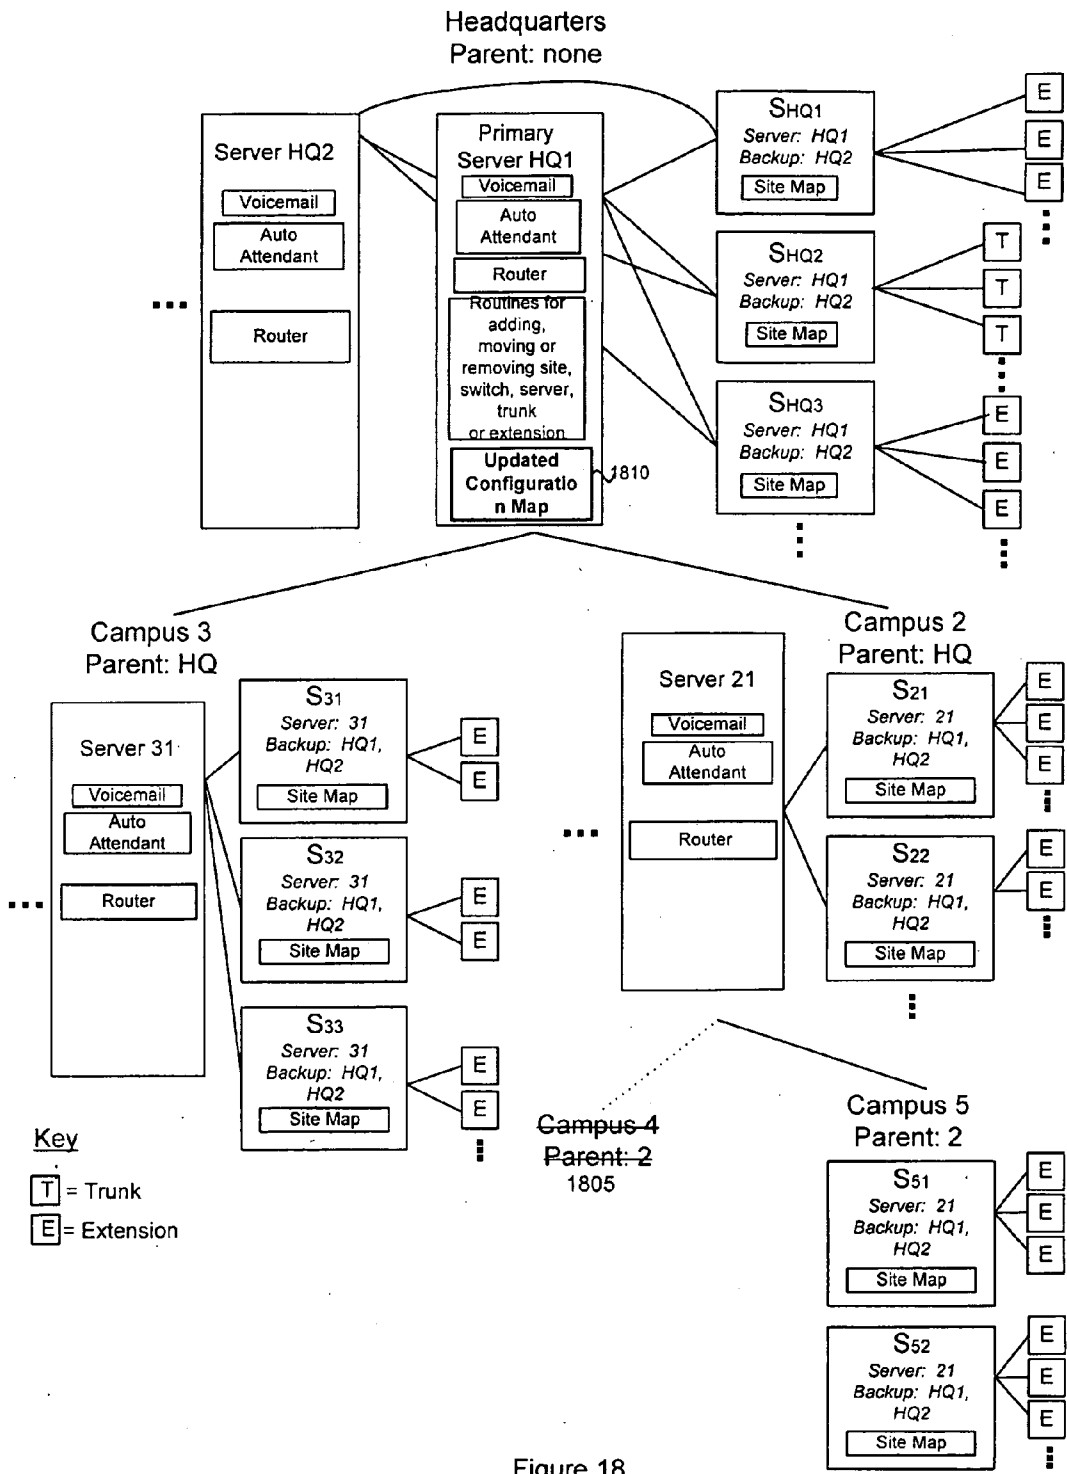 Headquarters
Parent: none
Server HQ2
Voicemail
Auto
Attendant
Router
Primary
Server HQ1
Voicemail
Auto
Attendant
Router
Routines for
adding,
moving or
removing site,
switch, server,
trunk
or extension
Updated
Configuratio
n Map
1810
SHQ1
Server: HQ1
Backup: HQ2
Site Map
E
E
E
SHQ2
Server: HQ1
Backup: HQ2
Site Map
T
T
T
SHQ3
Server: HQ1
Backup: HQ2
Site Map
E
E
E
Campus 3
Parent: HQ
Server 31
Voicemail
Auto
Attendant
Router
S31
Server: 31
Backup: HQ1,
HQ2
Site Map
E
E
S32
Server: 31
Backup: HQ1,
HQ2
Site Map
E
E
S33
Server: 31
Backup: HQ1,
HQ2
Site Map
E
E
Campus 2
Parent: HQ
Server 21
Voicemail
Auto
Attendant
Router
S21
Server: 21
Backup: HQ1,
HQ2
Site Map
E
E
E
S22
Server: 21
Backup: HQ1,
HQ2
Site Map
E
E
Campus 4
Parent: 2
1805
Campus 5
Parent: 2
S51
Server: 21
Backup: HQ1,
HQ2
Site Map
E
E
E
S52
Server: 21
Backup: HQ1,
HQ2
Site Map
E
E
E
Key
T = Trunk
E = Extension
Figure 18